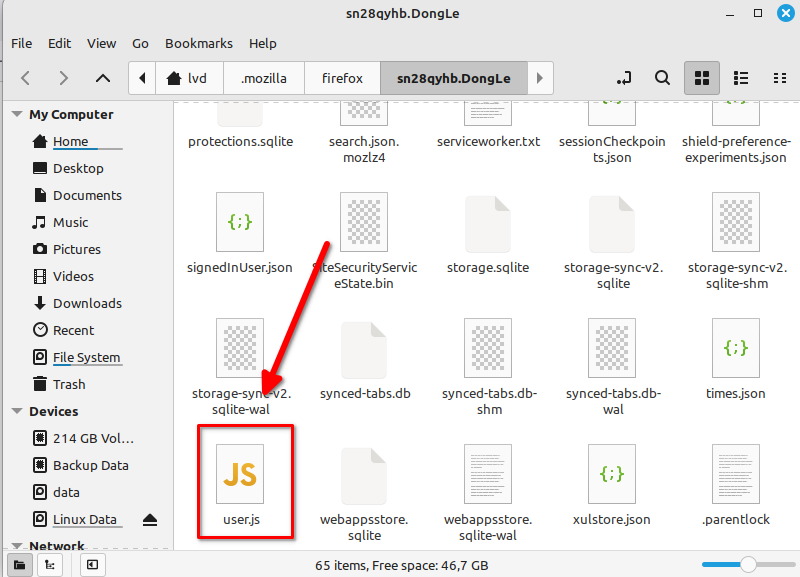 sn28qyhb.DongLe
File Edit View Go Bookmarks Help
lvd .mozilla firefox sn28qyhb.DongLe
My Computer
Home
Desktop
Documents
Music
Pictures
Videos
Downloads
Recent
File System
Trash
Devices
214 GB Vol...
Backup Data
data
Linux Data
Network
protections.sqlite
search.json.
mozlz4
serviceworker.txt
sessionCheckpoi
nts.json
shield-preference-
experiments.json
{;}
signedInUser.json
SiteSecurityServic
eState.bin
storage.sqlite
storage-sync-v2.
sqlite
storage-sync-v2.
sqlite-shm
storage-sync-v2.
sqlite-wal
synced-tabs.db
synced-tabs.db-
shm
synced-tabs.db-
wal
{;}
times.json
JS
user.js
webappsstore.
sqlite
webappsstore.
sqlite-wal
{;}
xulstore.json
.parentlock
65 items, Free space: 46,7 GB